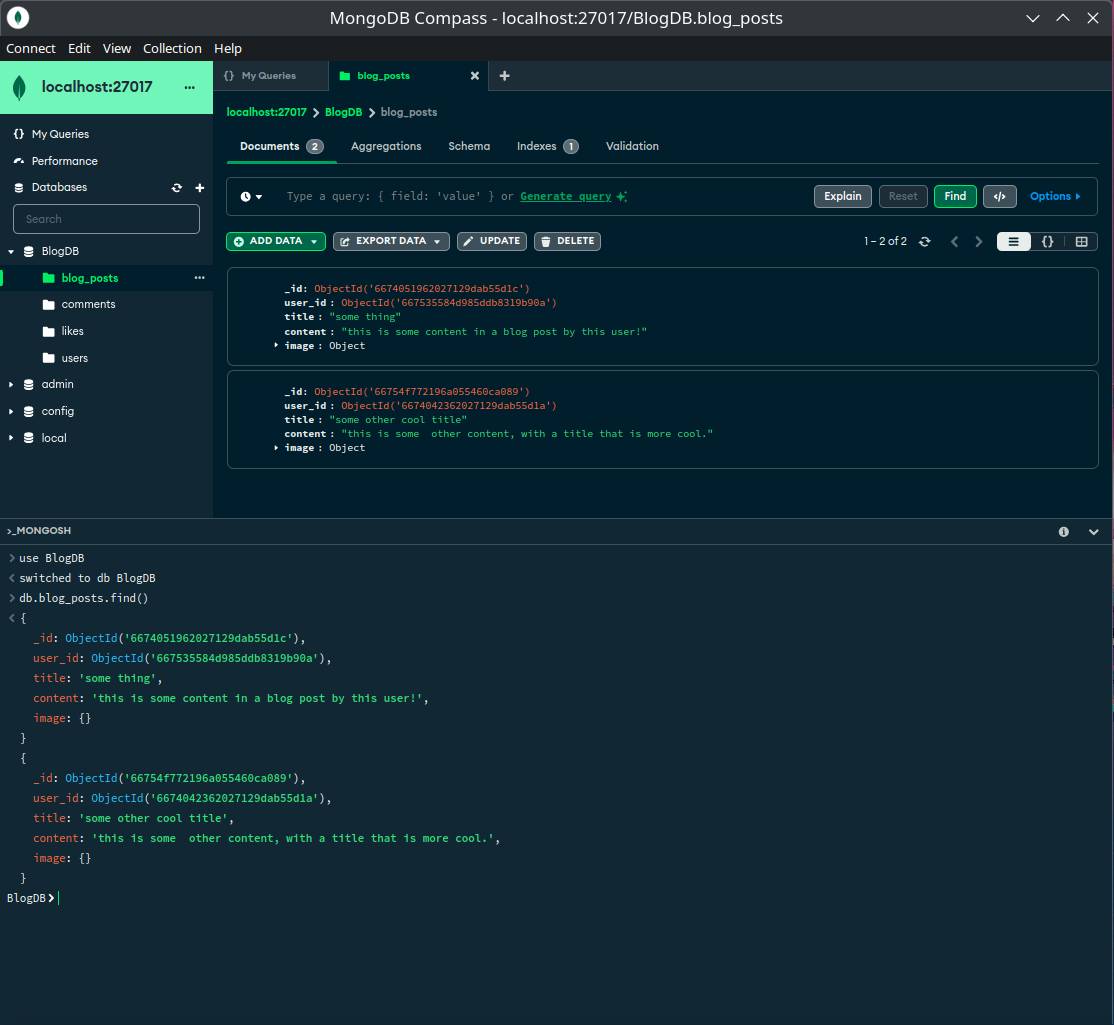 MongoDB Compass - localhost:27017/BlogDB.blog_posts
Connect Edit View Collection Help
localhost:27017 ...
{} My Queries
Performance
Databases
Search
BlogDB
blog_posts ...
comments
likes
users
admin
config
local
{} My Queries
blog_posts
localhost:27017 > BlogDB > blog_posts
Documents 2 Aggregations Schema Indexes 1 Validation
Type a query: { field: 'value' } or Generate query
Explain Reset Find </> Options
ADD DATA EXPORT DATA UPDATE DELETE 1 – 2 of 2 {}
_id: ObjectId('6674051962027129dab55d1c')
user_id : ObjectId('667535584d985ddb8319b90a')
title : "some thing"
content : "this is some content in a blog post by this user!"
image : Object
_id: ObjectId('66754f772196a055460ca089')
user_id : ObjectId('6674042362027129dab55d1a')
title : "some other cool title"
content : "this is some  other content, with a title that is more cool."
image : Object
>_MONGOSH
> use BlogDB
< switched to db BlogDB
> db.blog_posts.find()
< {
_id: ObjectId('6674051962027129dab55d1c'),
user_id: ObjectId('667535584d985ddb8319b90a'),
title: 'some thing',
content: 'this is some content in a blog post by this user!',
image: {}
}
{
_id: ObjectId('66754f772196a055460ca089'),
user_id: ObjectId('6674042362027129dab55d1a'),
title: 'some other cool title',
content: 'this is some  other content, with a title that is more cool.',
image: {}
}
BlogDB>